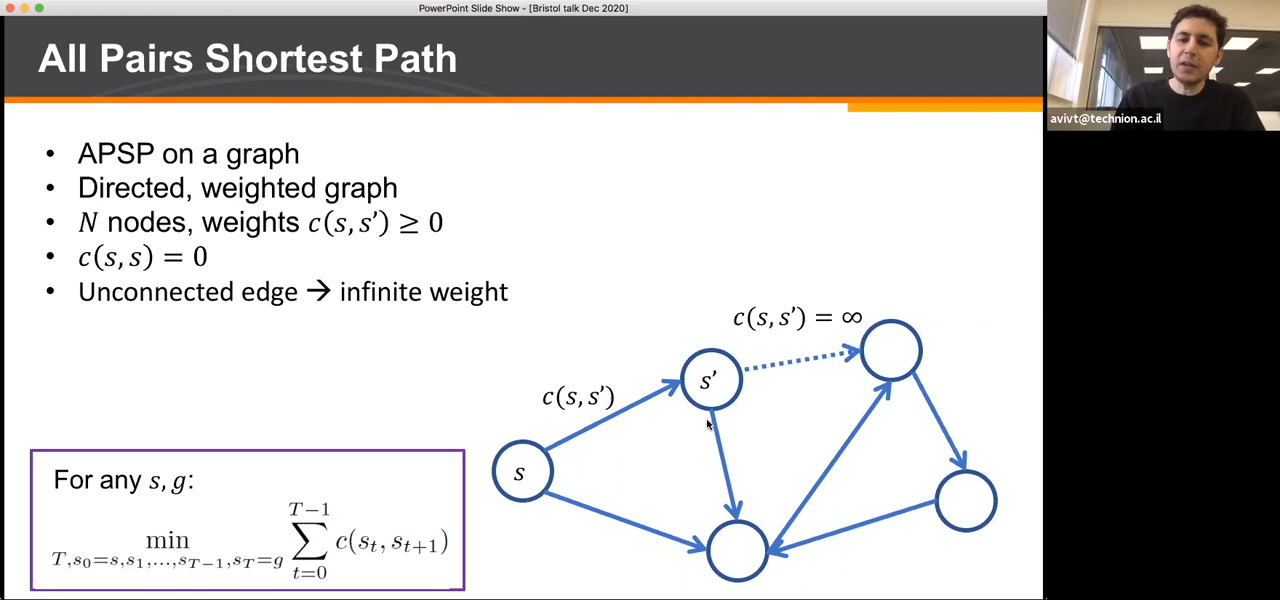 PowerPoint Slide Show - [Bristol talk Dec 2020]
All Pairs Shortest Path
avivt@technion.ac.il
• APSP on a graph
• Directed, weighted graph
• N nodes, weights c(s,s’) ≥ 0
• c(s,s) = 0
• Unconnected edge → infinite weight
c(s,s’) = ∞
c(s,s’)
s’
s
For any s,g:
min_{T,s_0=s,s_1,...,s_{T−1},s_T=g} ∑_{t=0}^{T−1} c(s_t, s_{t+1})